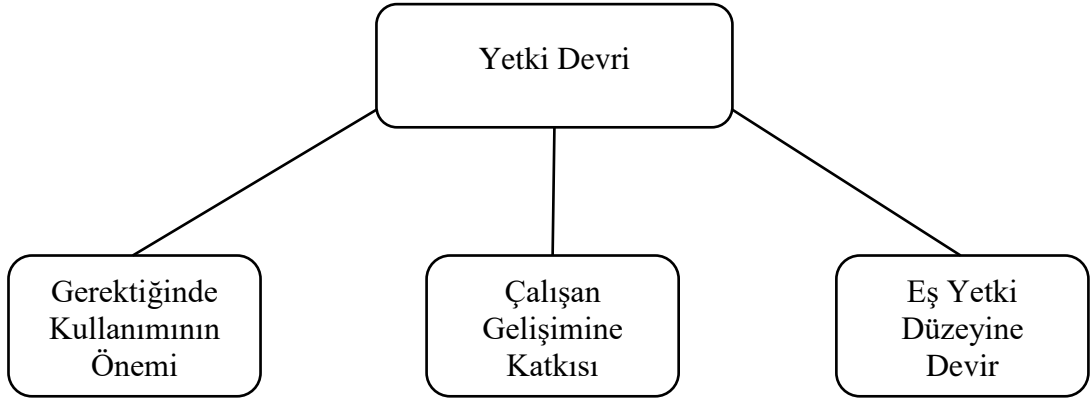 Yetki Devri
Gerektiğinde
Kullanımının
Önemi
Çalışan
Gelişimine
Katkısı
Eş Yetki
Düzeyine
Devir